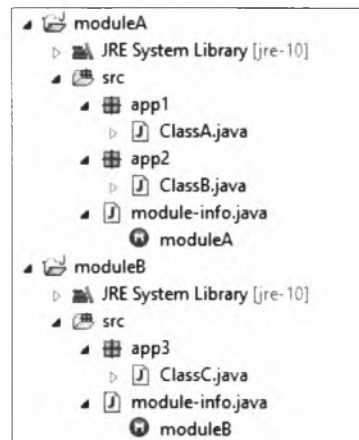 moduleA
JRE System Library [jre-10]
src
app1
ClassA.java
app2
ClassB.java
module-info.java
moduleA
moduleB
JRE System Library [jre-10]
src
app3
ClassC.java
module-info.java
moduleB